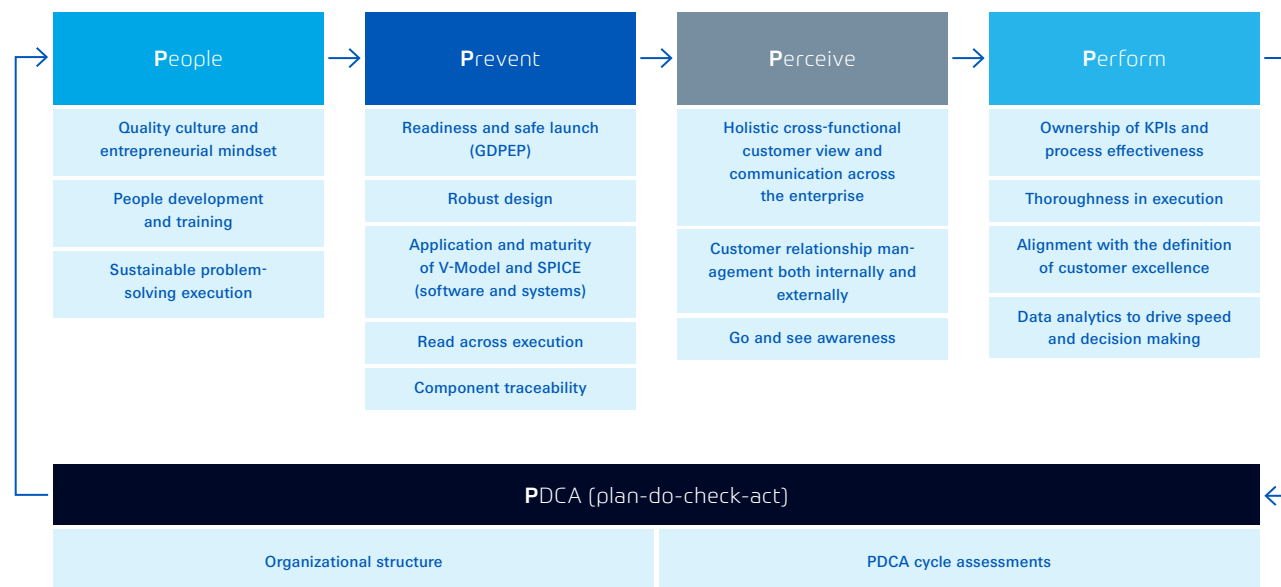 People
Quality culture and
entrepreneurial mindset
People development
and training
Sustainable problem-
solving execution
Prevent
Readiness and safe launch
(GDPEP)
Robust design
Application and maturity
of V-Model and SPICE
(software and systems)
Read across execution
Component traceability
Perceive
Holistic cross-functional
customer view and
communication across
the enterprise
Customer relationship man-
agement both internally and
externally
Go and see awareness
Perform
Ownership of KPIs and
process effectiveness
Thoroughness in execution
Alignment with the definition
of customer excellence
Data analytics to drive speed
and decision making
PDCA (plan-do-check-act)
Organizational structure
PDCA cycle assessments